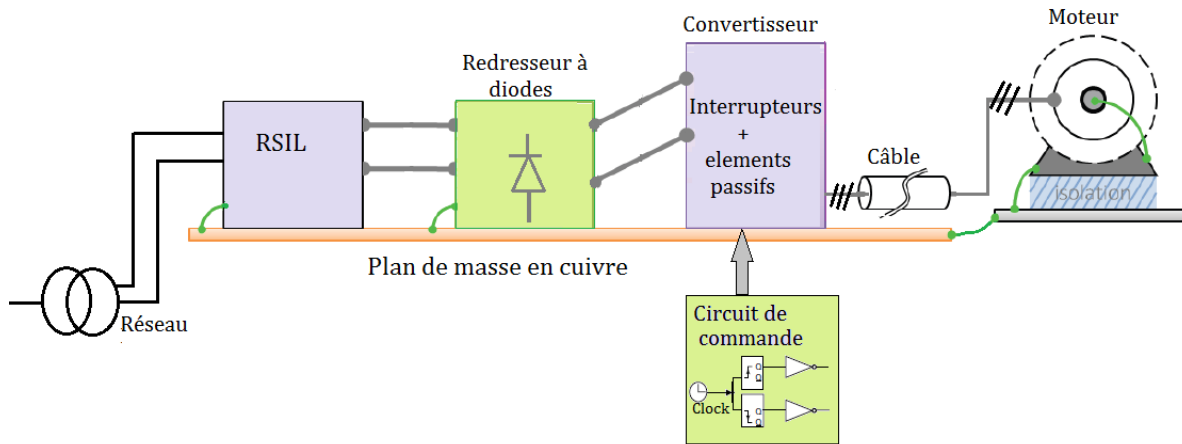 Convertisseur
Moteur
Redresseur à
diodes
RSIL
Interrupteurs
+
elements
passifs
Câble
isolation
Plan de masse en cuivre
Réseau
Circuit de
commande
Q
Q
Q
Q
Clock